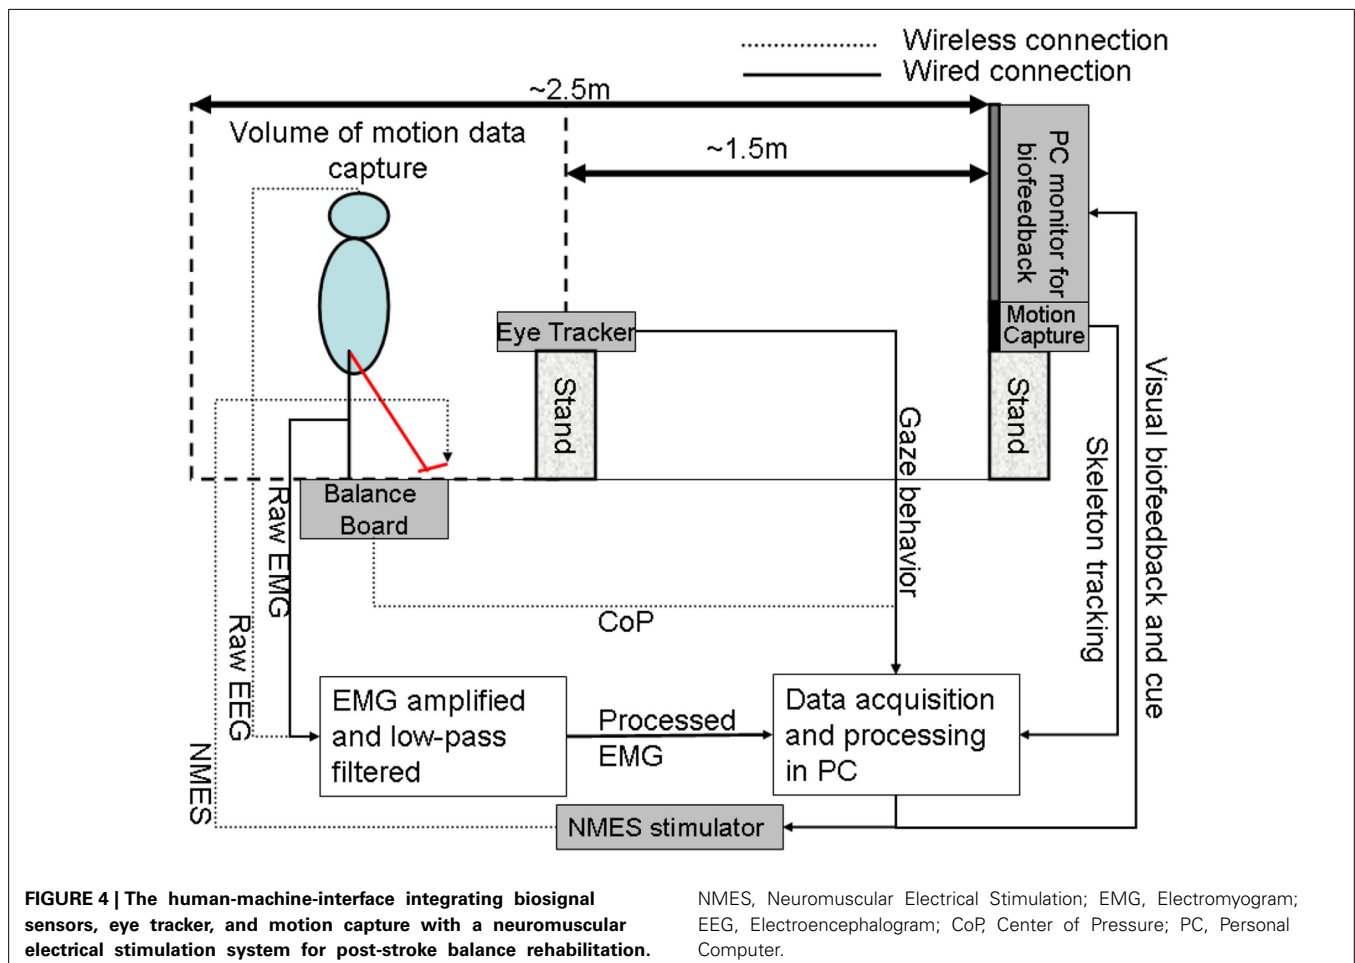 Wireless connection
Wired connection
~2.5m
Volume of motion data
capture
~1.5m
PC monitor for
biofeedback
Motion
Capture
Eye Tracker
Stand
Stand
Balance
Board
Gaze behavior
Skeleton tracking
Visual biofeedback and cue
Raw EMG
Raw EEG
NMES
CoP
EMG amplified
and low-pass
filtered
Processed
EMG
Data acquisition
and processing
in PC
NMES stimulator
FIGURE 4 | The human-machine-interface integrating biosignal
sensors, eye tracker, and motion capture with a neuromuscular
electrical stimulation system for post-stroke balance rehabilitation.
NMES, Neuromuscular Electrical Stimulation; EMG, Electromyogram;
EEG, Electroencephalogram; CoP, Center of Pressure; PC, Personal
Computer.